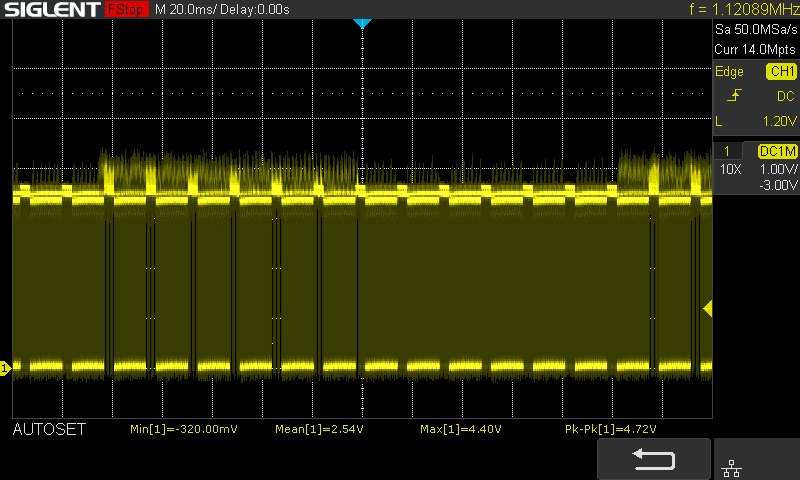 SIGLENT FStop M 20.0ms/ Delay:0.00s f = 1.12089MHz
Sa 50.0MSa/s
Curr 14.0Mpts
Edge CH1
DC
L 1.20V
1 DC1M
10X 1.00V/
-3.00V
1
AUTOSET Min[1]=-320.00mV Mean[1]=2.54V Max[1]=4.40V Pk-Pk[1]=4.72V